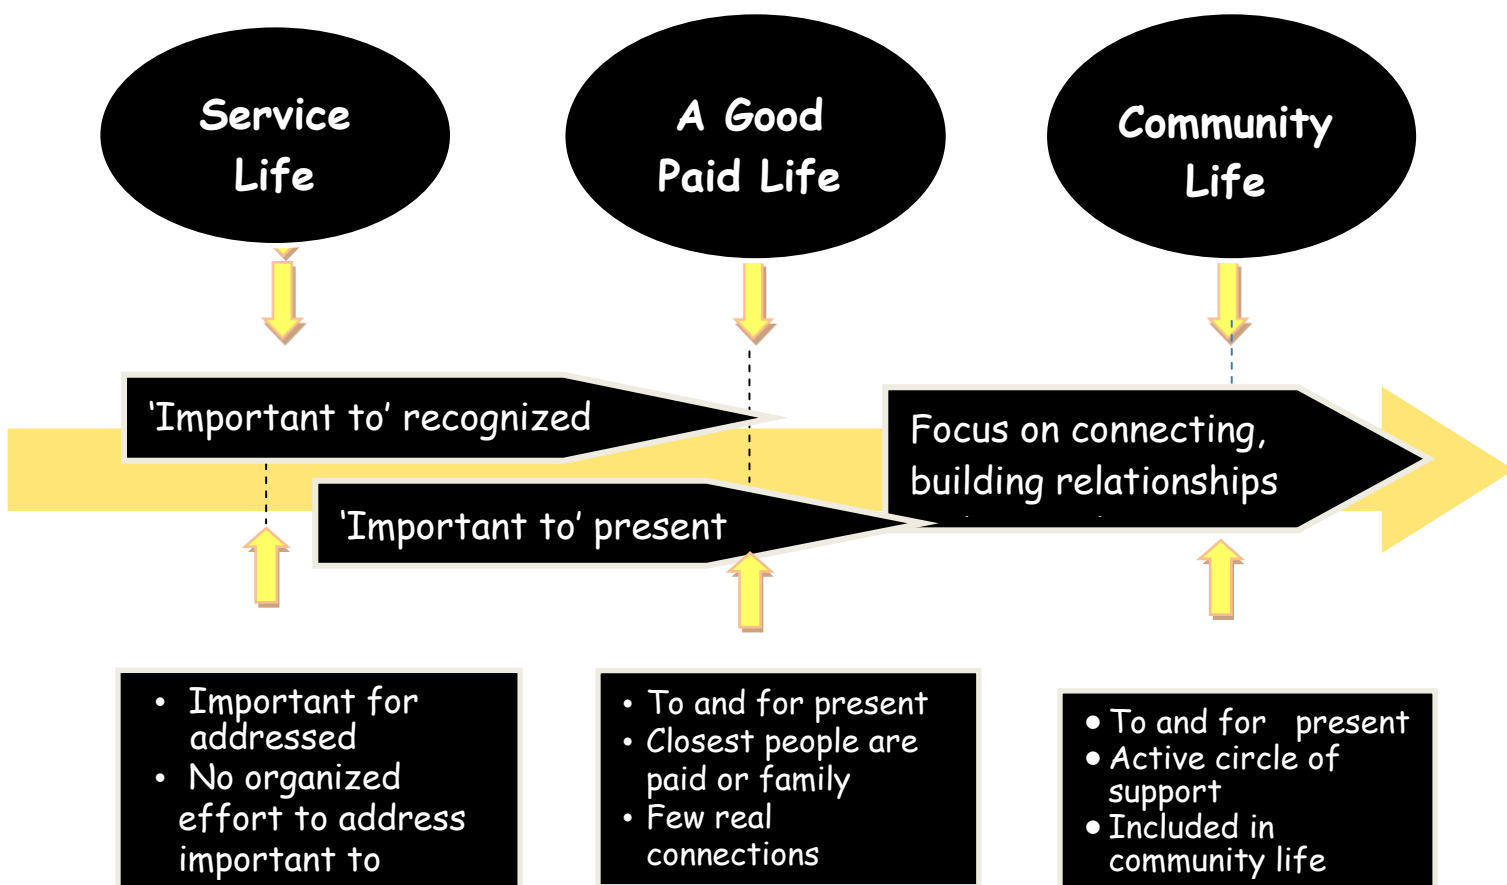 Service
Life
A Good
Paid Life
Community
Life
‘Important to’ recognized
Focus on connecting,
building relationships
‘Important to’ present
• Important for
addressed
• No organized
effort to address
important to
• To and for present
• Closest people are
paid or family
• Few real
connections
• To and for present
• Active circle of
support
• Included in
community life